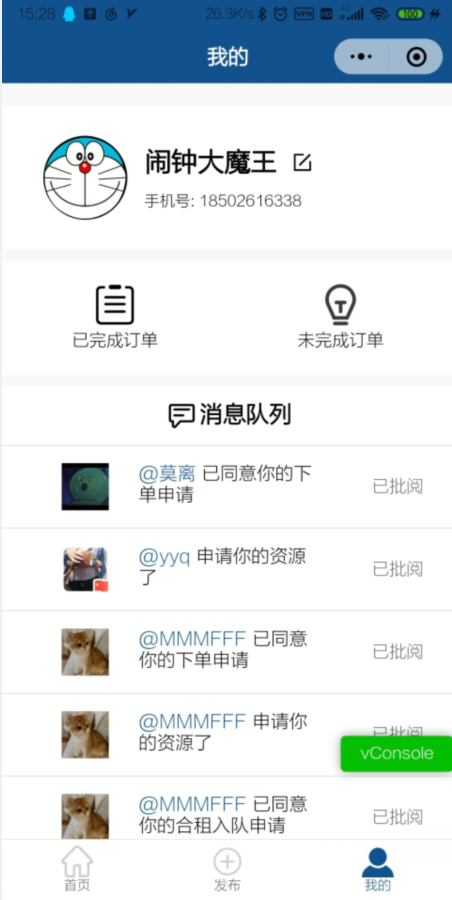 15:28
26.3K/s
VPN
HD
4G
100
我的
闹钟大魔王
手机号: 18502616338
已完成订单
未完成订单
消息队列
@莫离 已同意你的下
单申请
已批阅
@yyq 申请你的资源
了
已批阅
@MMMFFF 已同意
你的下单申请
已批阅
@MMMFFF 申请你
的资源了
已批阅
vConsole
@MMMFFF 已同意
你的合租入队申请
已批阅
首页
发布
我的